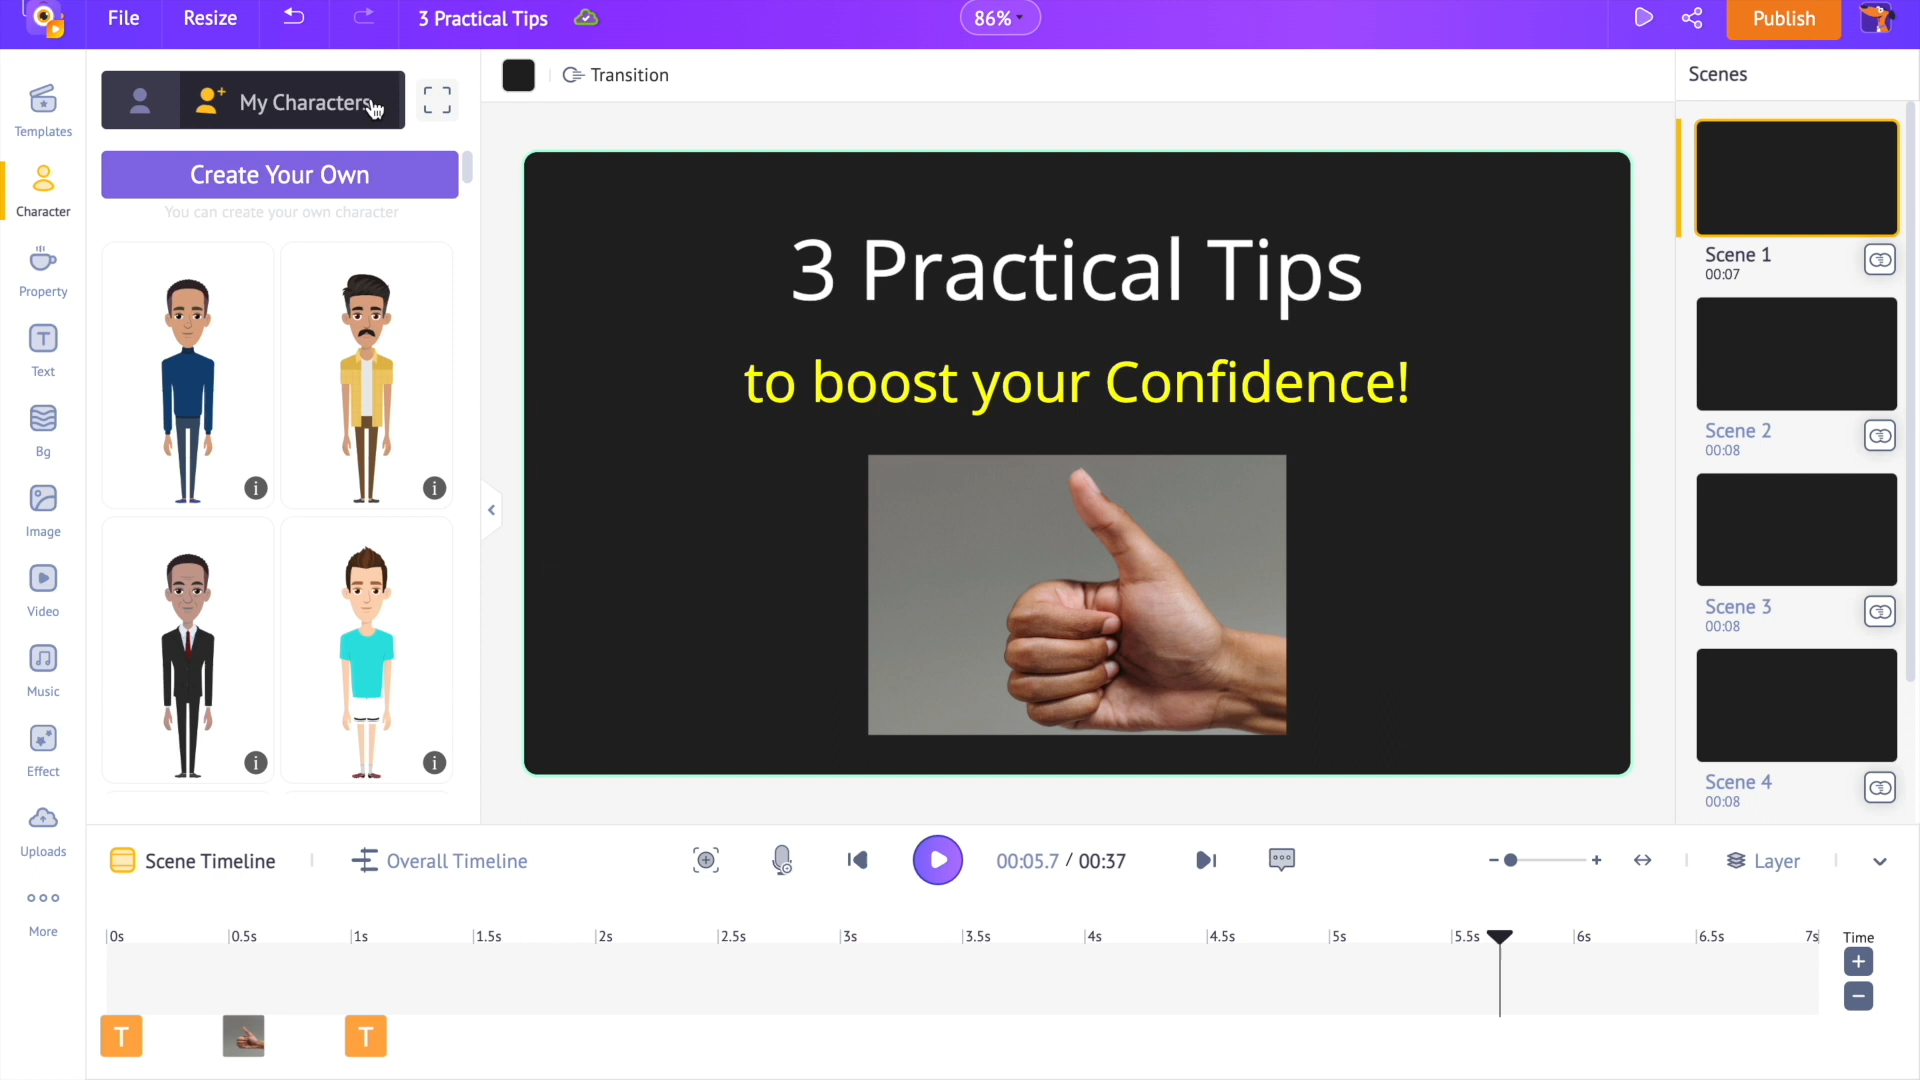 File
Resize
3 Practical Tips
86%
Publish
Templates
Character
Property
Text
Bg
Image
Video
Music
Effect
Uploads
More
My Characters
Create Your Own
You can create your own character
Transition
3 Practical Tips
to boost your Confidence!
Scenes
Scene 1
00:07
Scene 2
00:08
Scene 3
00:08
Scene 4
00:08
Scene Timeline
Overall Timeline
00:05.7 / 00:37
Layer
0s 0.5s 1s 1.5s 2s 2.5s 3s 3.5s 4s 4.5s 5s 5.5s 6s 6.5s 7s
Time
T T